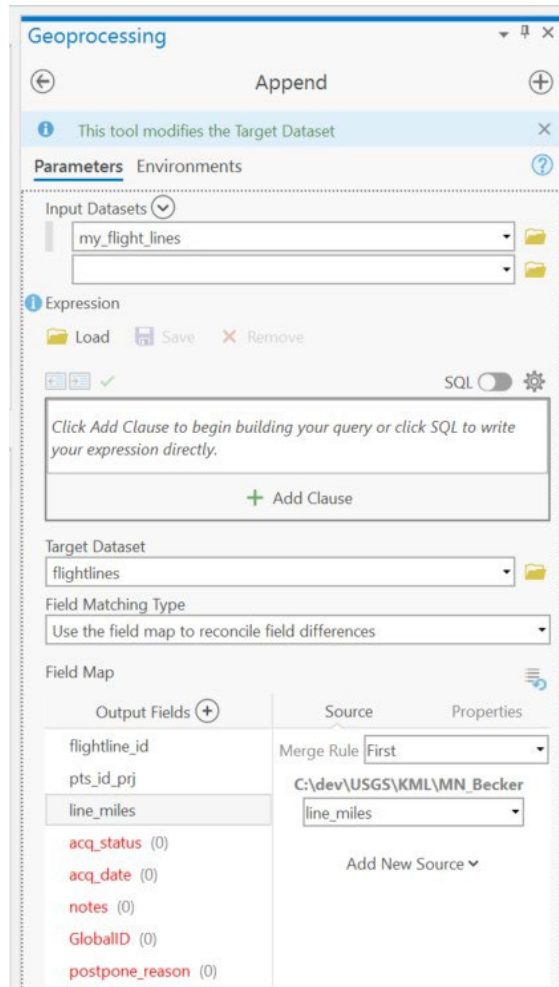 Geoprocessing
Append
This tool modifies the Target Dataset
Parameters Environments
Input Datasets
my_flight_lines
Expression
Load Save Remove
SQL
Click Add Clause to begin building your query or click SQL to write
your expression directly.
Add Clause
Target Dataset
flightlines
Field Matching Type
Use the field map to reconcile field differences
Field Map
Output Fields Source Properties
flightline_id Merge Rule First
pts_id_prj C:\dev\USGS\KML\MN_Becker
line_miles line_miles
acq_status (0)
acq_date (0) Add New Source
notes (0)
GlobalID (0)
postpone_reason (0)